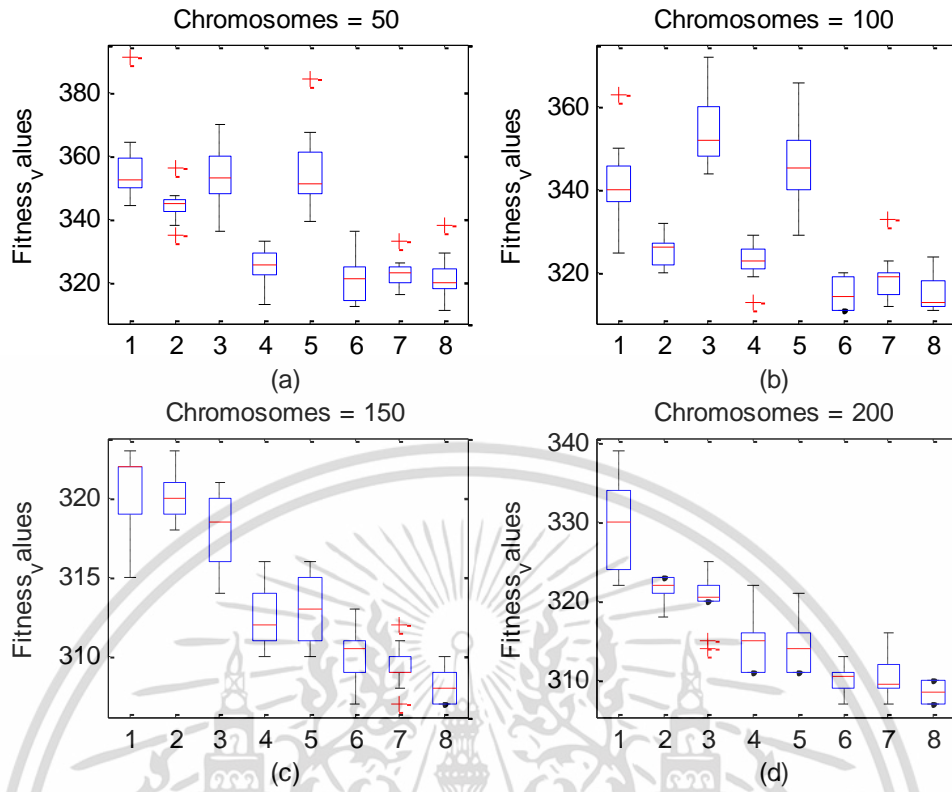 Chromosomes = 50
Fitness_values
380
360
340
320
1 2 3 4 5 6 7 8
(a)
Chromosomes = 100
Fitness_values
360
340
320
1 2 3 4 5 6 7 8
(b)
Chromosomes = 150
Fitness_values
320
315
310
1 2 3 4 5 6 7 8
(c)
Chromosomes = 200
Fitness_values
340
330
320
310
1 2 3 4 5 6 7 8
(d)